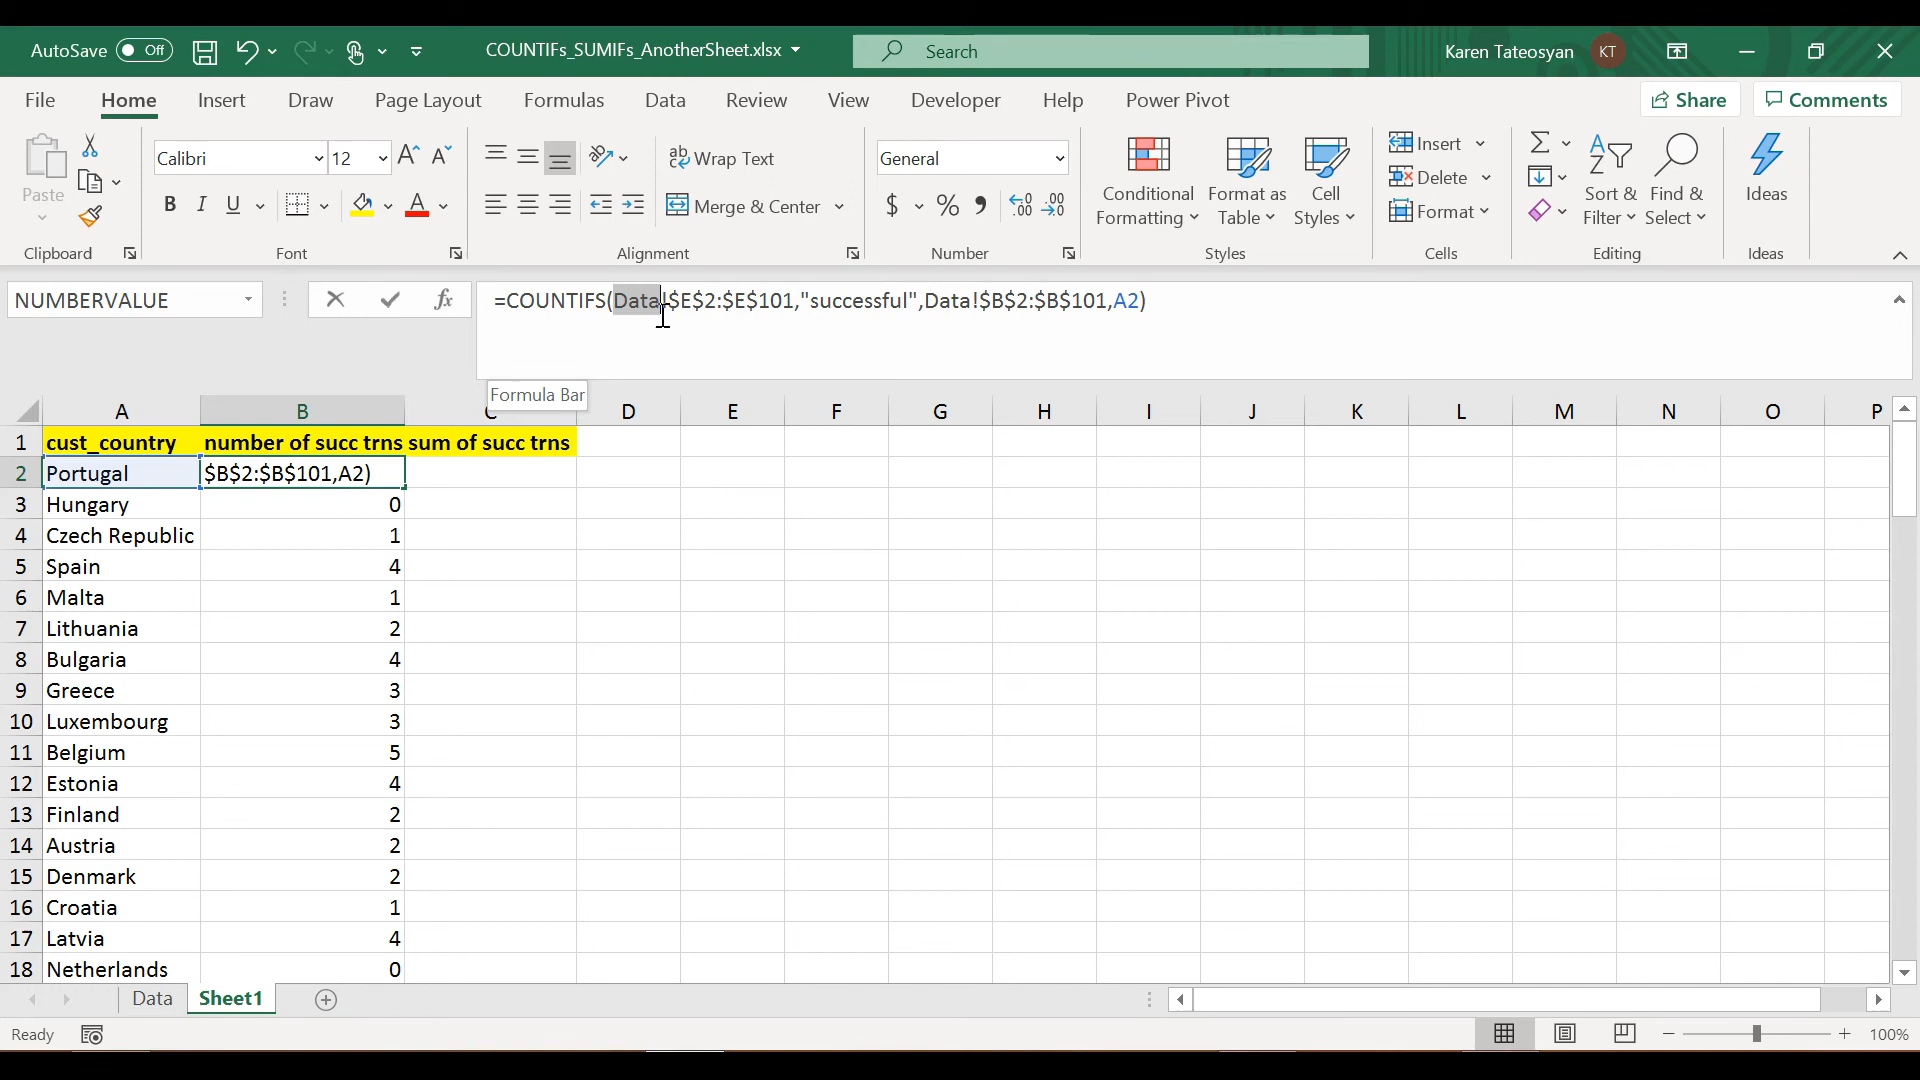 AutoSave Off COUNTIFs_SUMIFs_AnotherSheet.xlsx Search Karen Tateosyan KT
File Home Insert Draw Page Layout Formulas Data Review View Developer Help Power Pivot Share Comments
Calibri 12 A A ab Wrap Text General Insert Σ
Paste Conditional Formatting Format as Table Cell Styles Delete Sort & Filter Find & Select Ideas
B I U A Merge & Center $ % Format
Clipboard Font Alignment Number Styles Cells Editing Ideas
NUMBERVALUE fx =COUNTIFS(Data!$E$2:$E$101,"successful",Data!$B$2:$B$101,A2)
Formula Bar
A B C D E F G H I J K L M N O P
1 cust_country number of succ trns sum of succ trns
2 Portugal $B$2:$B$101,A2)
3 Hungary 0
4 Czech Republic 1
5 Spain 4
6 Malta 1
7 Lithuania 2
8 Bulgaria 4
9 Greece 3
10 Luxembourg 3
11 Belgium 5
12 Estonia 4
13 Finland 2
14 Austria 2
15 Denmark 2
16 Croatia 1
17 Latvia 4
18 Netherlands 0
Data Sheet1
Ready 100%